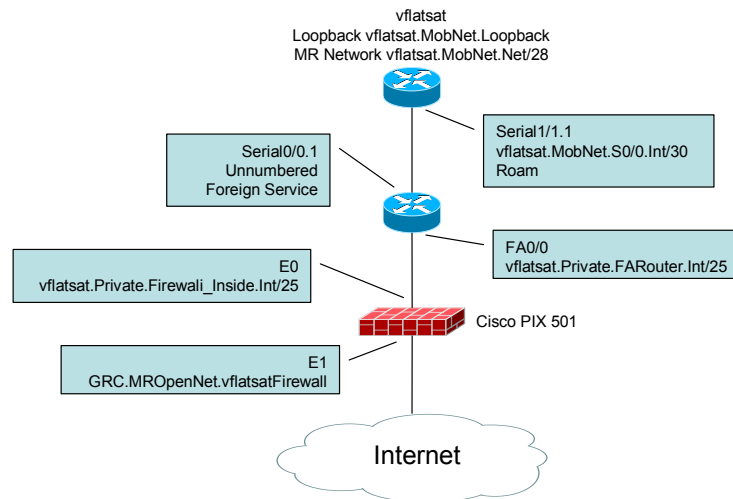 vflatsat
Loopback vflatsat.MobNet.Loopback
MR Network vflatsat.MobNet.Net/28
Serial1/1.1
vflatsat.MobNet.S0/0.Int/30
Roam
Serial0/0.1
Unnumbered
Foreign Service
FA0/0
vflatsat.Private.FARouter.Int/25
E0
vflatsat.Private.Firewali_Inside.Int/25
Cisco PIX 501
E1
GRC.MROpenNet.vflatsatFirewall
Internet